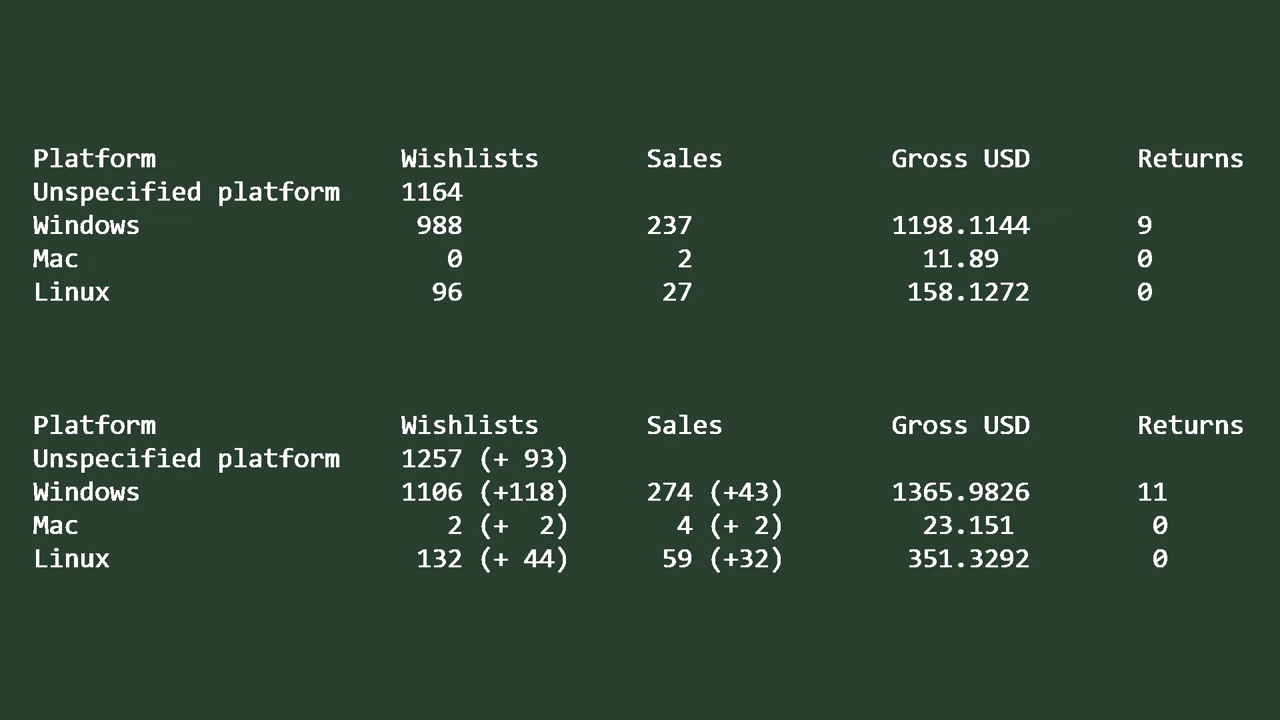 Platform Wishlists Sales Gross USD Returns
Unspecified platform 1164
Windows 988 237 1198.1144 9
Mac 0 2 11.89 0
Linux 96 27 158.1272 0
Platform Wishlists Sales Gross USD Returns
Unspecified platform 1257 (+ 93)
Windows 1106 (+118) 274 (+43) 1365.9826 11
Mac 2 (+ 2) 4 (+ 2) 23.151 0
Linux 132 (+ 44) 59 (+32) 351.3292 0